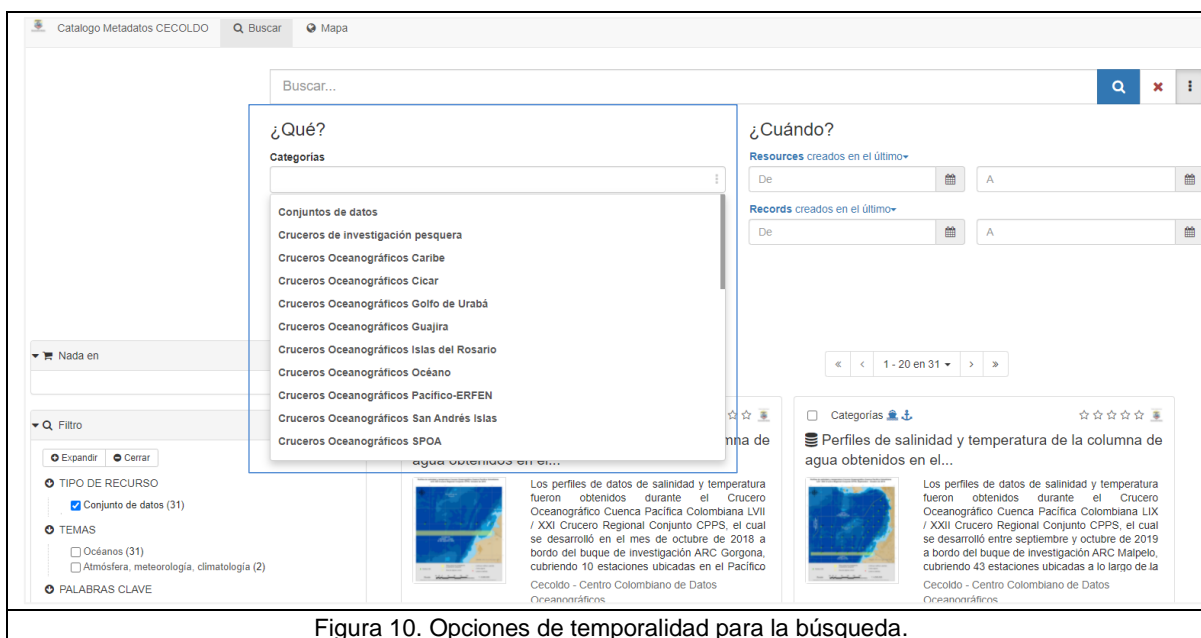 Catalogo Metadatos CECOLDO
Buscar
Mapa
Buscar...
¿Qué?
Categorías
Conjuntos de datos
Cruceros de investigación pesquera
Cruceros Oceanográficos Caribe
Cruceros Oceanográficos Cicar
Cruceros Oceanográficos Golfo de Urabá
Cruceros Oceanográficos Guajira
Cruceros Oceanográficos Islas del Rosario
Cruceros Oceanográficos Océano
Cruceros Oceanográficos Pacífico-ERFEN
Cruceros Oceanográficos San Andrés Islas
Cruceros Oceanográficos SPOA
¿Cuándo?
Resources creados en el último
De
A
Records creados en el último
De
A
Nada en
Filtro
Expandir
Cerrar
TIPO DE RECURSO
Conjunto de datos (31)
TEMAS
Océanos (31)
Atmósfera, meteorología, climatología (2)
PALABRAS CLAVE
« < 1 - 20 en 31 > »
mna de
agua obtenidos en el...
Los perfiles de datos de salinidad y temperatura
fueron obtenidos durante el Crucero
Oceanográfico Cuenca Pacífica Colombiana LVII
/ XXI Crucero Regional Conjunto CPPS, el cual
se desarrolló en el mes de octubre de 2018 a
bordo del buque de investigación ARC Gorgona,
cubriendo 10 estaciones ubicadas en el Pacífico
Cecoldo - Centro Colombiano de Datos
Oceanográficos
Categorías
Perfiles de salinidad y temperatura de la columna de
agua obtenidos en el...
Los perfiles de datos de salinidad y temperatura
fueron obtenidos durante el Crucero
Oceanográfico Cuenca Pacífica Colombiana LIX
/ XXII Crucero Regional Conjunto CPPS, el cual
se desarrolló entre septiembre y octubre de 2019
a bordo del buque de investigación ARC Malpelo,
cubriendo 43 estaciones ubicadas a lo largo de la
Cecoldo - Centro Colombiano de Datos
Oceanográficos
Figura 10. Opciones de temporalidad para la búsqueda.